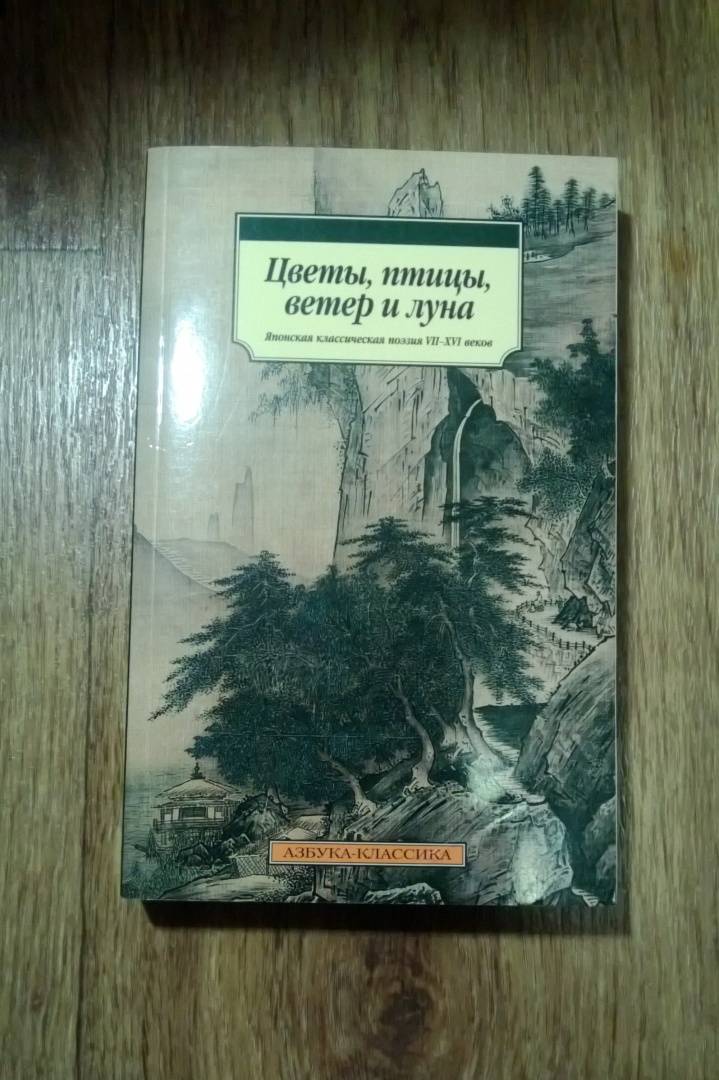 Цветы, птицы,
ветер и луна
Японская классическая поэзия VII–XVI веков
АЗБУКА-КЛАССИКА